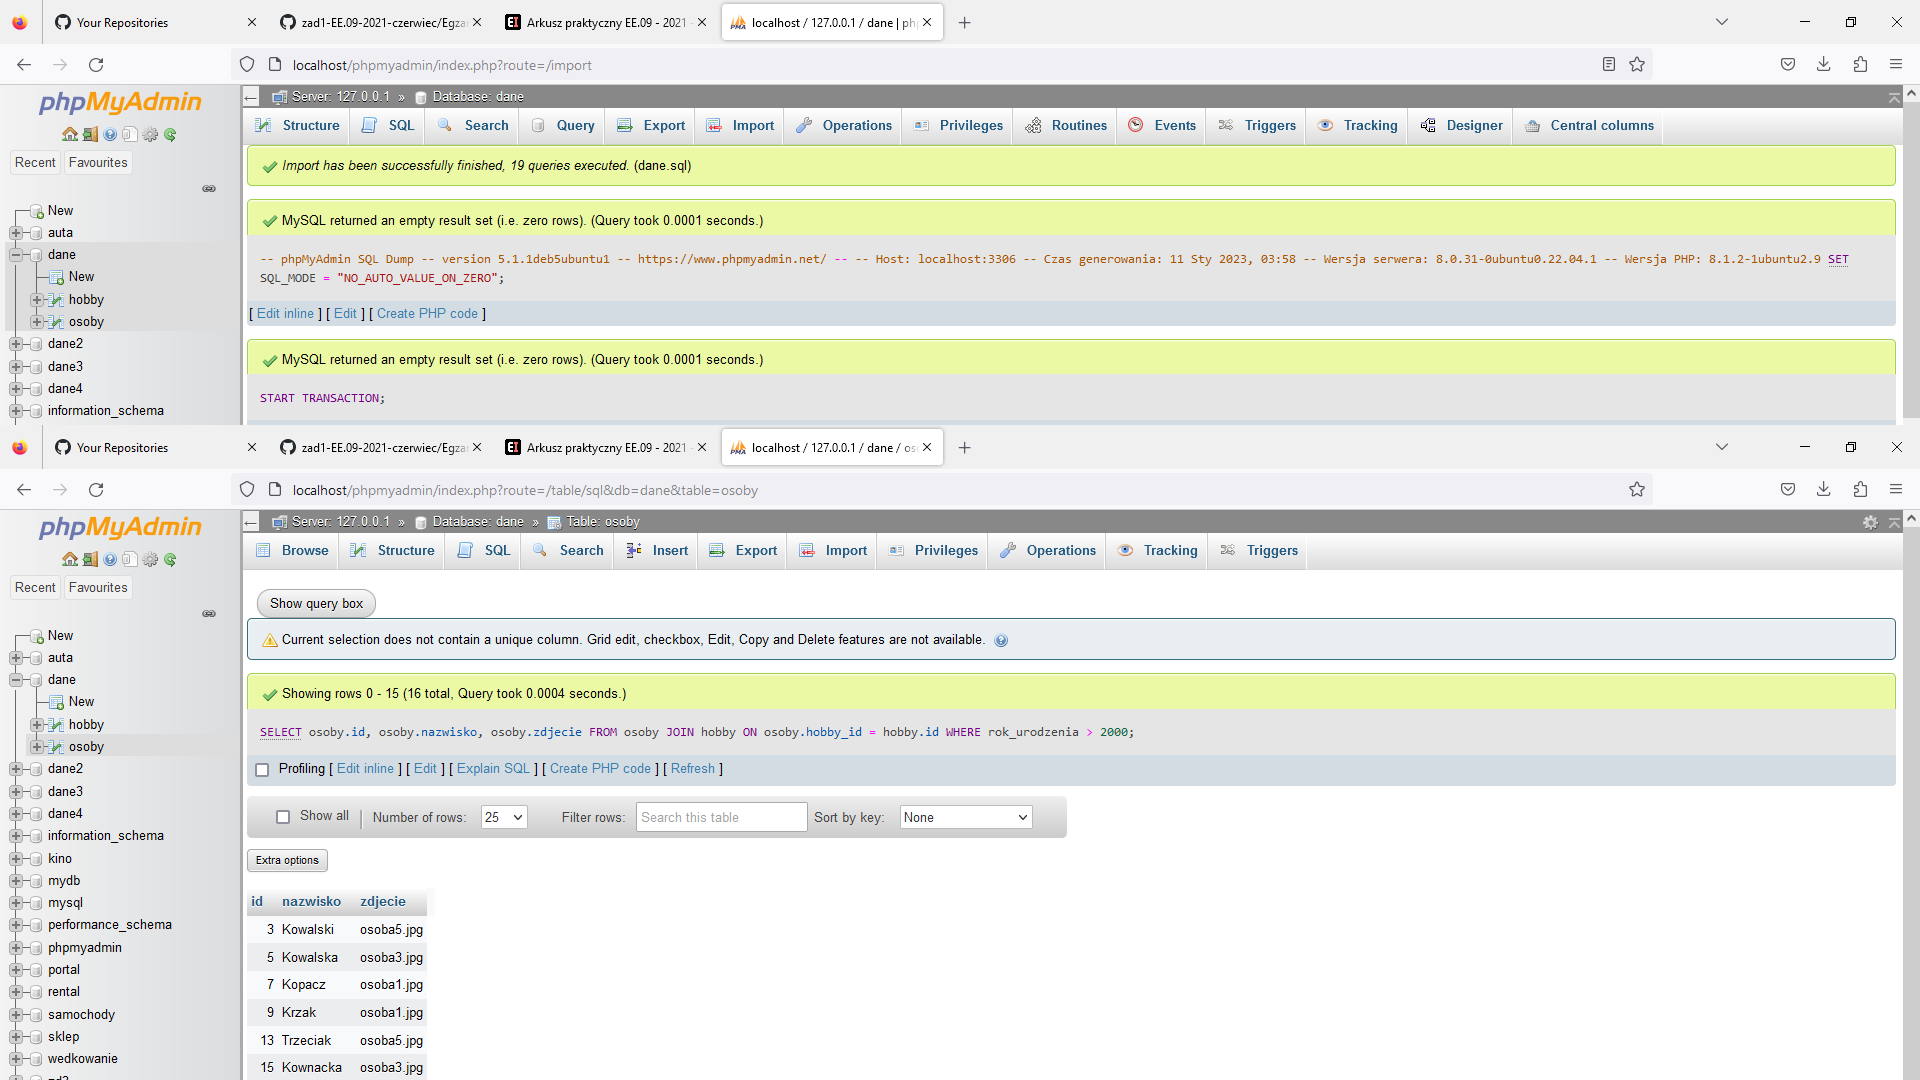 Your Repositories
zad1-EE.09-2021-czerwiec/Egza
Arkusz praktyczny EE.09 - 2021 -
localhost / 127.0.0.1 / dane | ph
localhost/phpmyadmin/index.php?route=/import
phpMyAdmin
Recent
Favourites
New
auta
dane
New
hobby
osoby
dane2
dane3
dane4
information_schema
Server: 127.0.0.1 » Database: dane
Structure
SQL
Search
Query
Export
Import
Operations
Privileges
Routines
Events
Triggers
Tracking
Designer
Central columns
Import has been successfully finished, 19 queries executed. (dane.sql)
MySQL returned an empty result set (i.e. zero rows). (Query took 0.0001 seconds.)
-- phpMyAdmin SQL Dump -- version 5.1.1deb5ubuntu1 -- https://www.phpmyadmin.net/ -- -- Host: localhost:3306 -- Czas generowania: 11 Sty 2023, 03:58 -- Wersja serwera: 8.0.31-0ubuntu0.22.04.1 -- Wersja PHP: 8.1.2-1ubuntu2.9 SET
SQL_MODE = "NO_AUTO_VALUE_ON_ZERO";
[ Edit inline ] [ Edit ] [ Create PHP code ]
MySQL returned an empty result set (i.e. zero rows). (Query took 0.0001 seconds.)
START TRANSACTION;
Your Repositories
zad1-EE.09-2021-czerwiec/Egza
Arkusz praktyczny EE.09 - 2021 -
localhost / 127.0.0.1 / dane / oso
localhost/phpmyadmin/index.php?route=/table/sql&db=dane&table=osoby
phpMyAdmin
Recent
Favourites
New
auta
dane
New
hobby
osoby
dane2
dane3
dane4
information_schema
kino
mydb
mysql
performance_schema
phpmyadmin
portal
rental
samochody
sklep
wedkowanie
Server: 127.0.0.1 » Database: dane » Table: osoby
Browse
Structure
SQL
Search
Insert
Export
Import
Privileges
Operations
Tracking
Triggers
Show query box
Current selection does not contain a unique column. Grid edit, checkbox, Edit, Copy and Delete features are not available.
Showing rows 0 - 15 (16 total, Query took 0.0004 seconds.)
SELECT osoby.id, osoby.nazwisko, osoby.zdjecie FROM osoby JOIN hobby ON osoby.hobby_id = hobby.id WHERE rok_urodzenia > 2000;
Profiling [ Edit inline ] [ Edit ] [ Explain SQL ] [ Create PHP code ] [ Refresh ]
Show all
Number of rows: 25
Filter rows: Search this table
Sort by key: None
Extra options
id nazwisko zdjecie
3 Kowalski osoba5.jpg
5 Kowalska osoba3.jpg
7 Kopacz osoba1.jpg
9 Krzak osoba1.jpg
13 Trzeciak osoba5.jpg
15 Kownacka osoba3.jpg